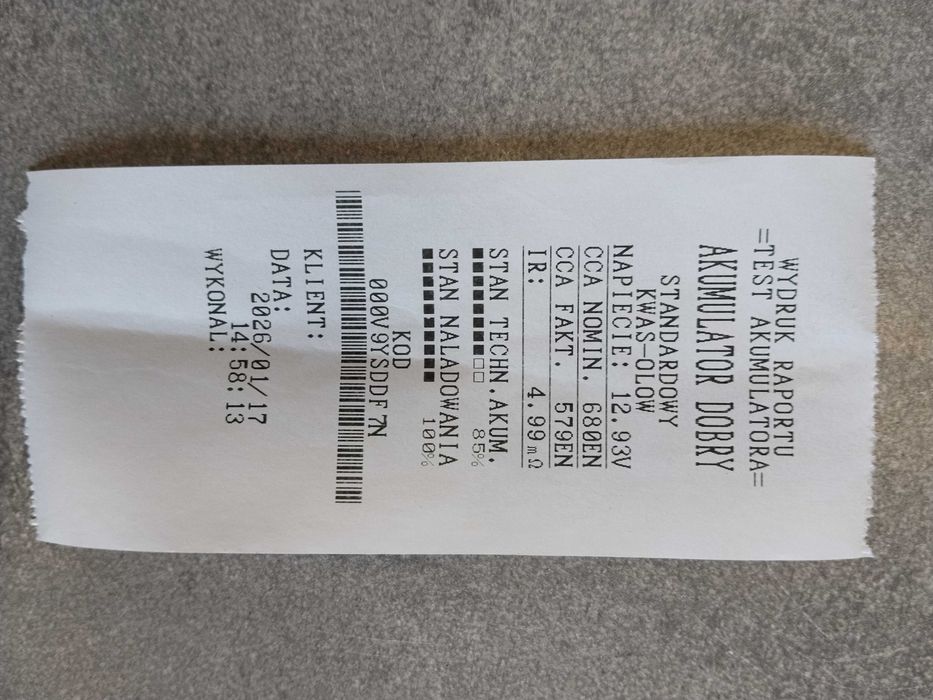 WYDRUK RAPORTU
=TEST AKUMULATORA=
AKUMULATOR DOBRY
STANDARDOWY
KWAS-OLOW
NAPIECIE: 12.93V
CCA NOMIN. 680EN
CCA FAKT. 579EN
IR: 4.99mΩ
STAN TECHN.AKUM.
■■■■■■■■□□ 85%
STAN NALADOWANIA
■■■■■■■■■■ 100%
KOD
000V9YSDDF7N
KLIENT:
DATA:
2026/01/17
14:58:13
WYKONAL: